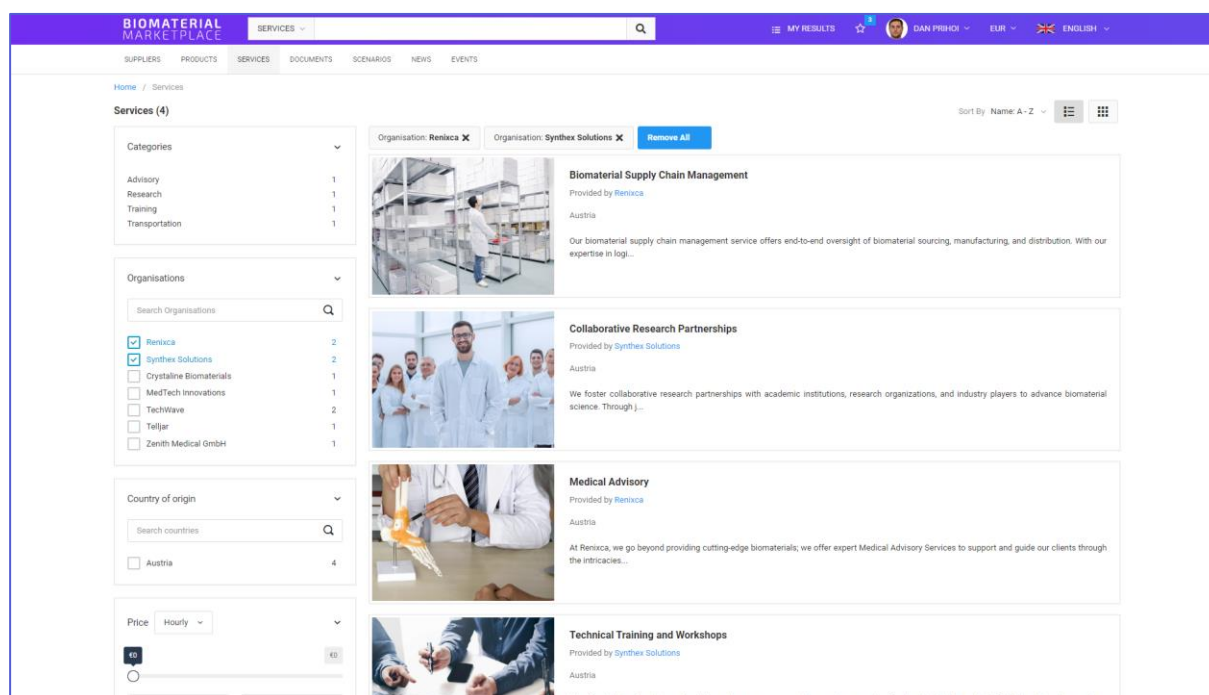 BIOMATERIAL
MARKETPLACE
SERVICES
MY RESULTS
3
DAN PRIHOI
EUR
ENGLISH
SUPPLIERS PRODUCTS SERVICES DOCUMENTS SCENARIOS NEWS EVENTS
Home / Services
Services (4)
Sort By Name: A - Z
Categories
Advisory 1
Research 1
Training 1
Transportation 1
Organisations
Search Organisations
Renixca 2
Synthex Solutions 2
Crystaline Biomaterials 1
MedTech Innovations 1
TechWave 2
Telljar 1
Zenith Medical GmbH 1
Country of origin
Search countries
Austria 4
Price Hourly
€0 €0
Organisation: Renixca Organisation: Synthex Solutions Remove All
Biomaterial Supply Chain Management
Provided by Renixca
Austria
Our biomaterial supply chain management service offers end-to-end oversight of biomaterial sourcing, manufacturing, and distribution. With our
expertise in logi...
Collaborative Research Partnerships
Provided by Synthex Solutions
Austria
We foster collaborative research partnerships with academic institutions, research organizations, and industry players to advance biomaterial
science. Through j...
Medical Advisory
Provided by Renixca
Austria
At Renixca, we go beyond providing cutting-edge biomaterials; we offer expert Medical Advisory Services to support and guide our clients through
the intricacies...
Technical Training and Workshops
Provided by Synthex Solutions
Austria